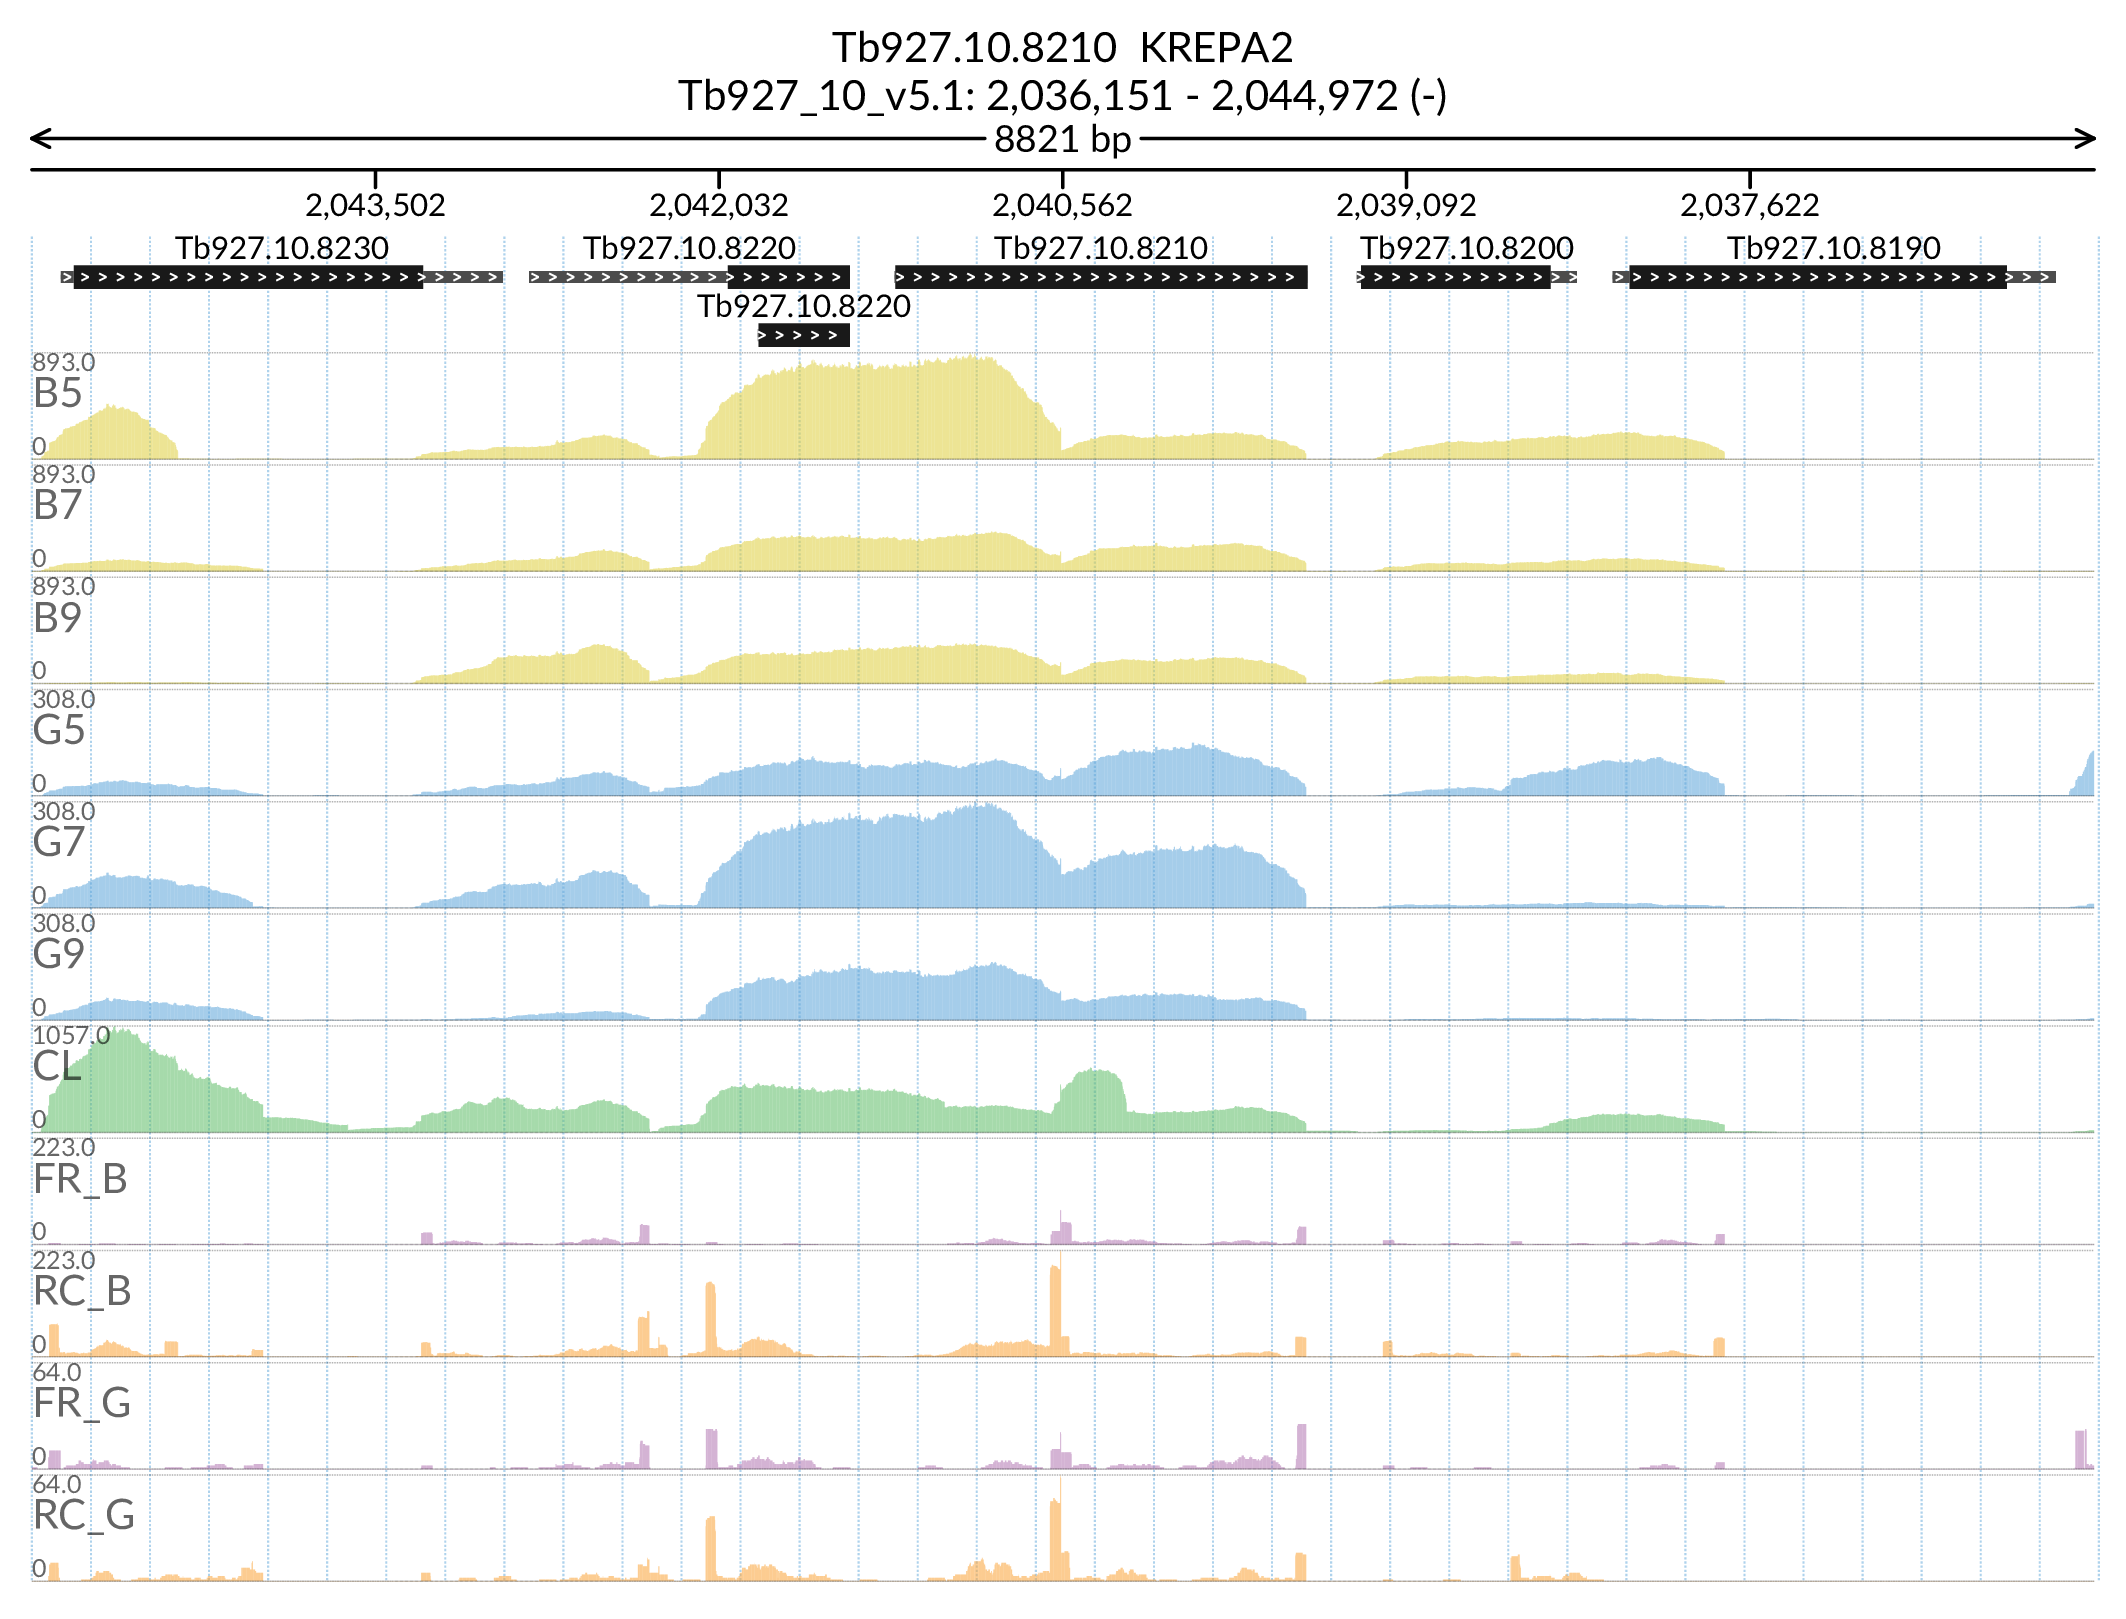 Tb927.10.8210 KREPA2
Tb927_10_v5.1: 2,036,151 - 2,044,972 (-)
8821 bp
2,043,502 2,042,032 2,040,562 2,039,092 2,037,622
Tb927.10.8230 Tb927.10.8220 Tb927.10.8210 Tb927.10.8200 Tb927.10.8190
Tb927.10.8220
893.0
B5
0
893.0
B7
0
893.0
B9
0
308.0
G5
0
308.0
G7
0
308.0
G9
0
1057.0
CL
0
223.0
FR_B
0
223.0
RC_B
0
64.0
FR_G
0
64.0
RC_G
0